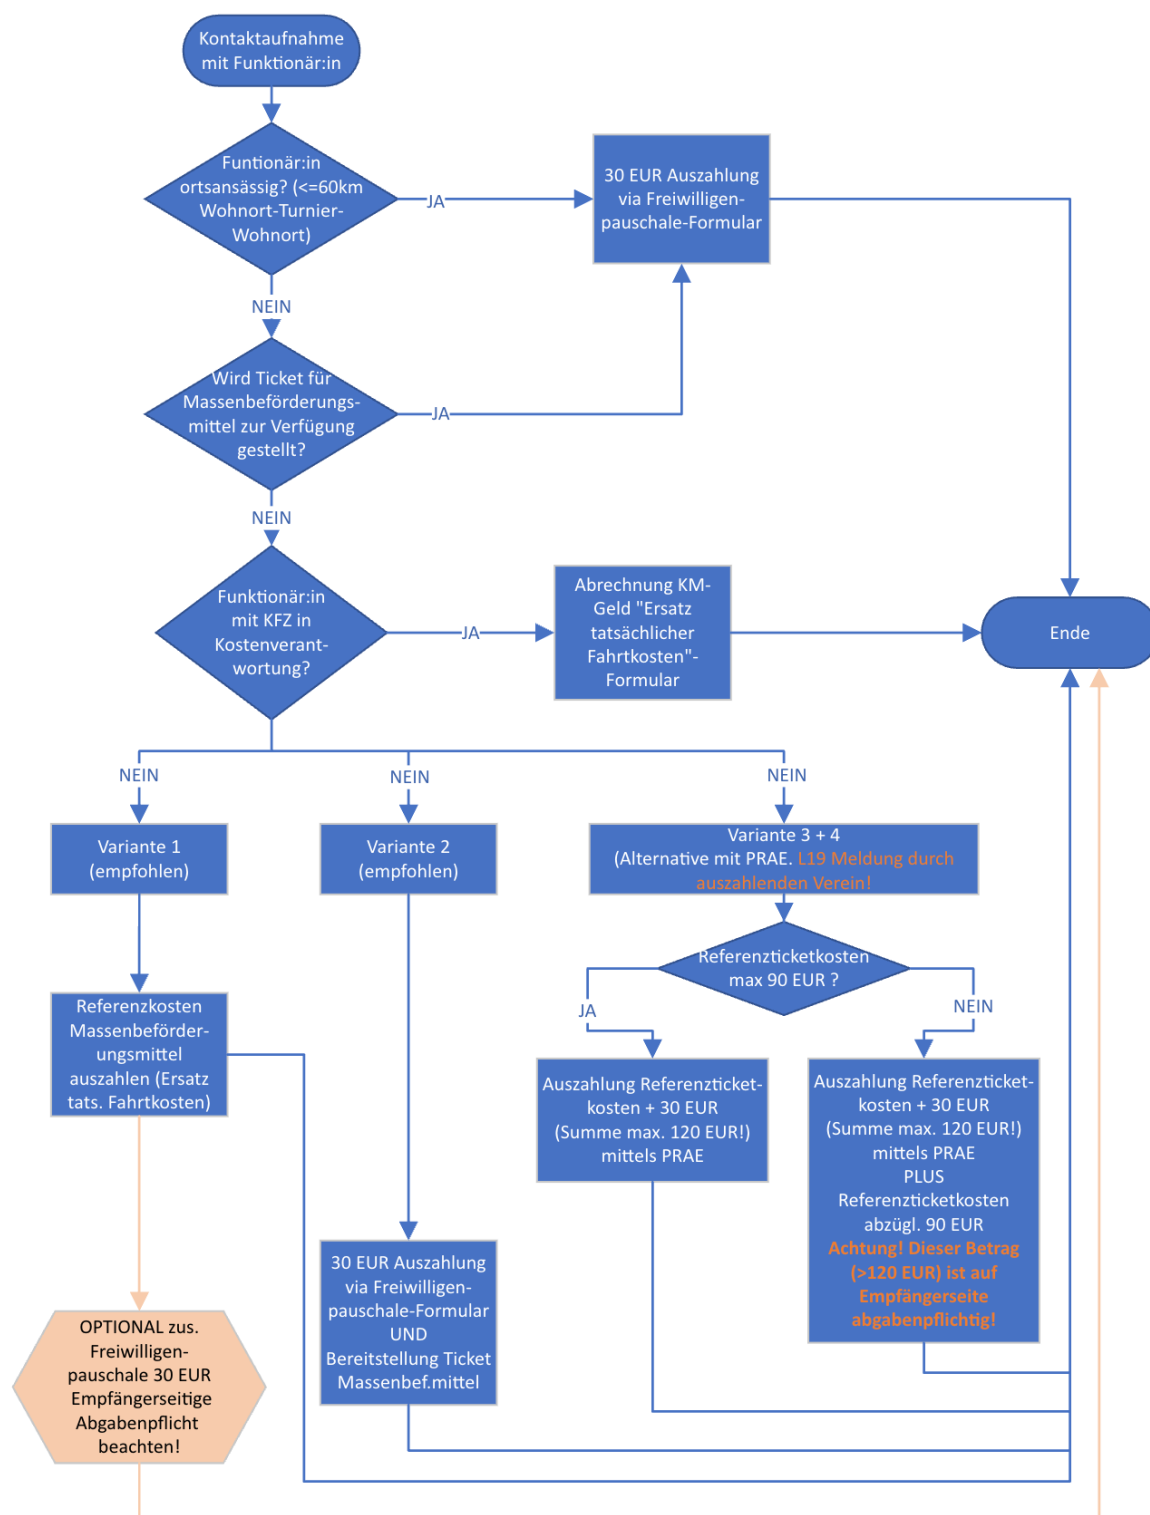 Kontaktaufnahme
mit Funktionär:in
Funtionär:in
ortsansässig? (<=60km
Wohnort-Turnier-
Wohnort)
JA
30 EUR Auszahlung
via Freiwilligen-
pauschale-Formular
NEIN
Wird Ticket für
Massenbeförderungs-
mittel zur Verfügung
gestellt?
JA
NEIN
Funktionär:in
mit KFZ in
Kostenverant-
wortung?
JA
Abrechnung KM-
Geld "Ersatz
tatsächlicher
Fahrtkosten"-
Formular
Ende
NEIN
NEIN
NEIN
Variante 1
(empfohlen)
Variante 2
(empfohlen)
Variante 3 + 4
(Alternative mit PRAE. L19 Meldung durch
auszahlenden Verein!
Referenzticketkosten
max 90 EUR ?
JA
NEIN
Referenzkosten
Massenbeförder-
ungsmittel
auszahlen (Ersatz
tats. Fahrtkosten)
Auszahlung Referenzticket-
kosten + 30 EUR
(Summe max. 120 EUR!)
mittels PRAE
Auszahlung Referenzticket-
kosten + 30 EUR
(Summe max. 120 EUR!)
mittels PRAE
PLUS
Referenzticketkosten
abzügl. 90 EUR
Achtung! Dieser Betrag
(>120 EUR) ist auf
Empfängerseite
abgabenpflichtig!
30 EUR Auszahlung
via Freiwilligen-
pauschale-Formular
UND
Bereitstellung Ticket
Massenbef.mittel
OPTIONAL zus.
Freiwilligen-
pauschale 30 EUR
Empfängerseitige
Abgabenpflicht
beachten!